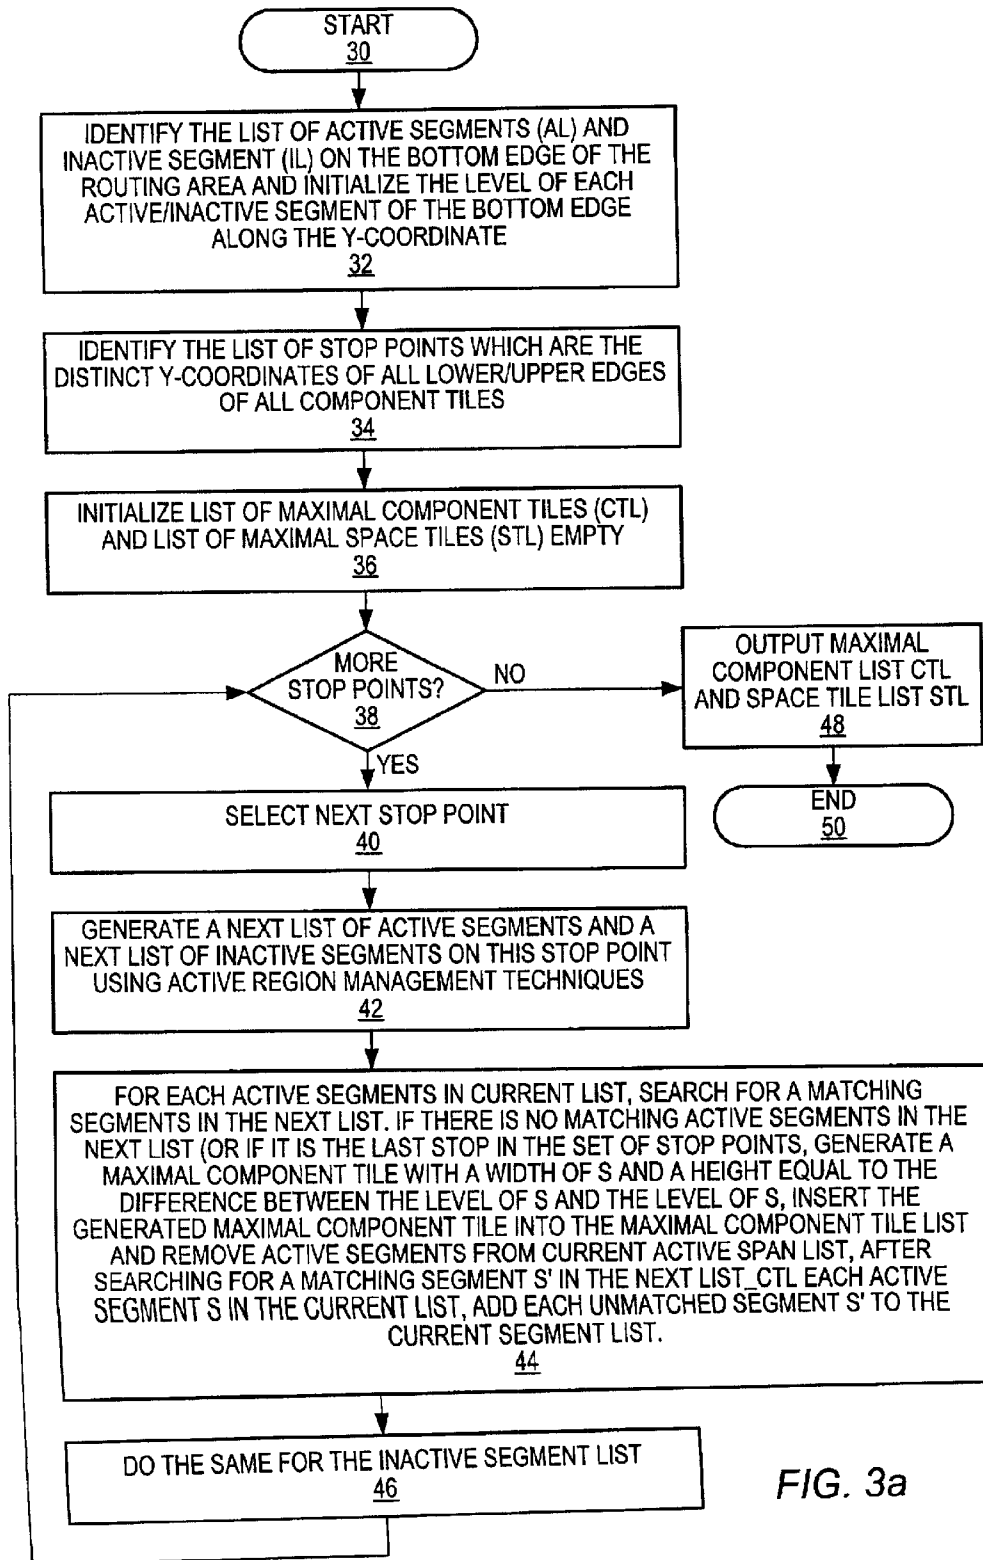 START
30
IDENTIFY THE LIST OF ACTIVE SEGMENTS (AL) AND
INACTIVE SEGMENT (IL) ON THE BOTTOM EDGE OF THE
ROUTING AREA AND INITIALIZE THE LEVEL OF EACH
ACTIVE/INACTIVE SEGMENT OF THE BOTTOM EDGE
ALONG THE Y-COORDINATE
32
IDENTIFY THE LIST OF STOP POINTS WHICH ARE THE
DISTINCT Y-COORDINATES OF ALL LOWER/UPPER EDGES
OF ALL COMPONENT TILES
34
INITIALIZE LIST OF MAXIMAL COMPONENT TILES (CTL)
AND LIST OF MAXIMAL SPACE TILES (STL) EMPTY
36
MORE
STOP POINTS?
38
NO
YES
OUTPUT MAXIMAL
COMPONENT LIST CTL
AND SPACE TILE LIST STL
48
END
50
SELECT NEXT STOP POINT
40
GENERATE A NEXT LIST OF ACTIVE SEGMENTS AND A
NEXT LIST OF INACTIVE SEGMENTS ON THIS STOP POINT
USING ACTIVE REGION MANAGEMENT TECHNIQUES
42
FOR EACH ACTIVE SEGMENTS IN CURRENT LIST, SEARCH FOR A MATCHING
SEGMENTS IN THE NEXT LIST. IF THERE IS NO MATCHING ACTIVE SEGMENTS IN THE
NEXT LIST (OR IF IT IS THE LAST STOP IN THE SET OF STOP POINTS, GENERATE A
MAXIMAL COMPONENT TILE WITH A WIDTH OF S AND A HEIGHT EQUAL TO THE
DIFFERENCE BETWEEN THE LEVEL OF S AND THE LEVEL OF S, INSERT THE
GENERATED MAXIMAL COMPONENT TILE INTO THE MAXIMAL COMPONENT TILE LIST
AND REMOVE ACTIVE SEGMENTS FROM CURRENT ACTIVE SPAN LIST, AFTER
SEARCHING FOR A MATCHING SEGMENT S' IN THE NEXT LIST_CTL EACH ACTIVE
SEGMENT S IN THE CURRENT LIST, ADD EACH UNMATCHED SEGMENT S' TO THE
CURRENT SEGMENT LIST.
44
DO THE SAME FOR THE INACTIVE SEGMENT LIST
46
FIG. 3a